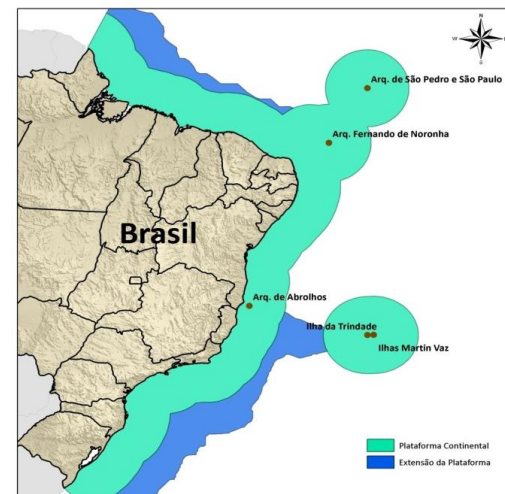 N
W
E
S
Arq. de São Pedro e São Paulo
Arq. Fernando de Noronha
Brasil
Arq. de Abrolhos
Ilha da Trindade
Ilhas Martin Vaz
Plataforma Continental
Extensão da Plataforma